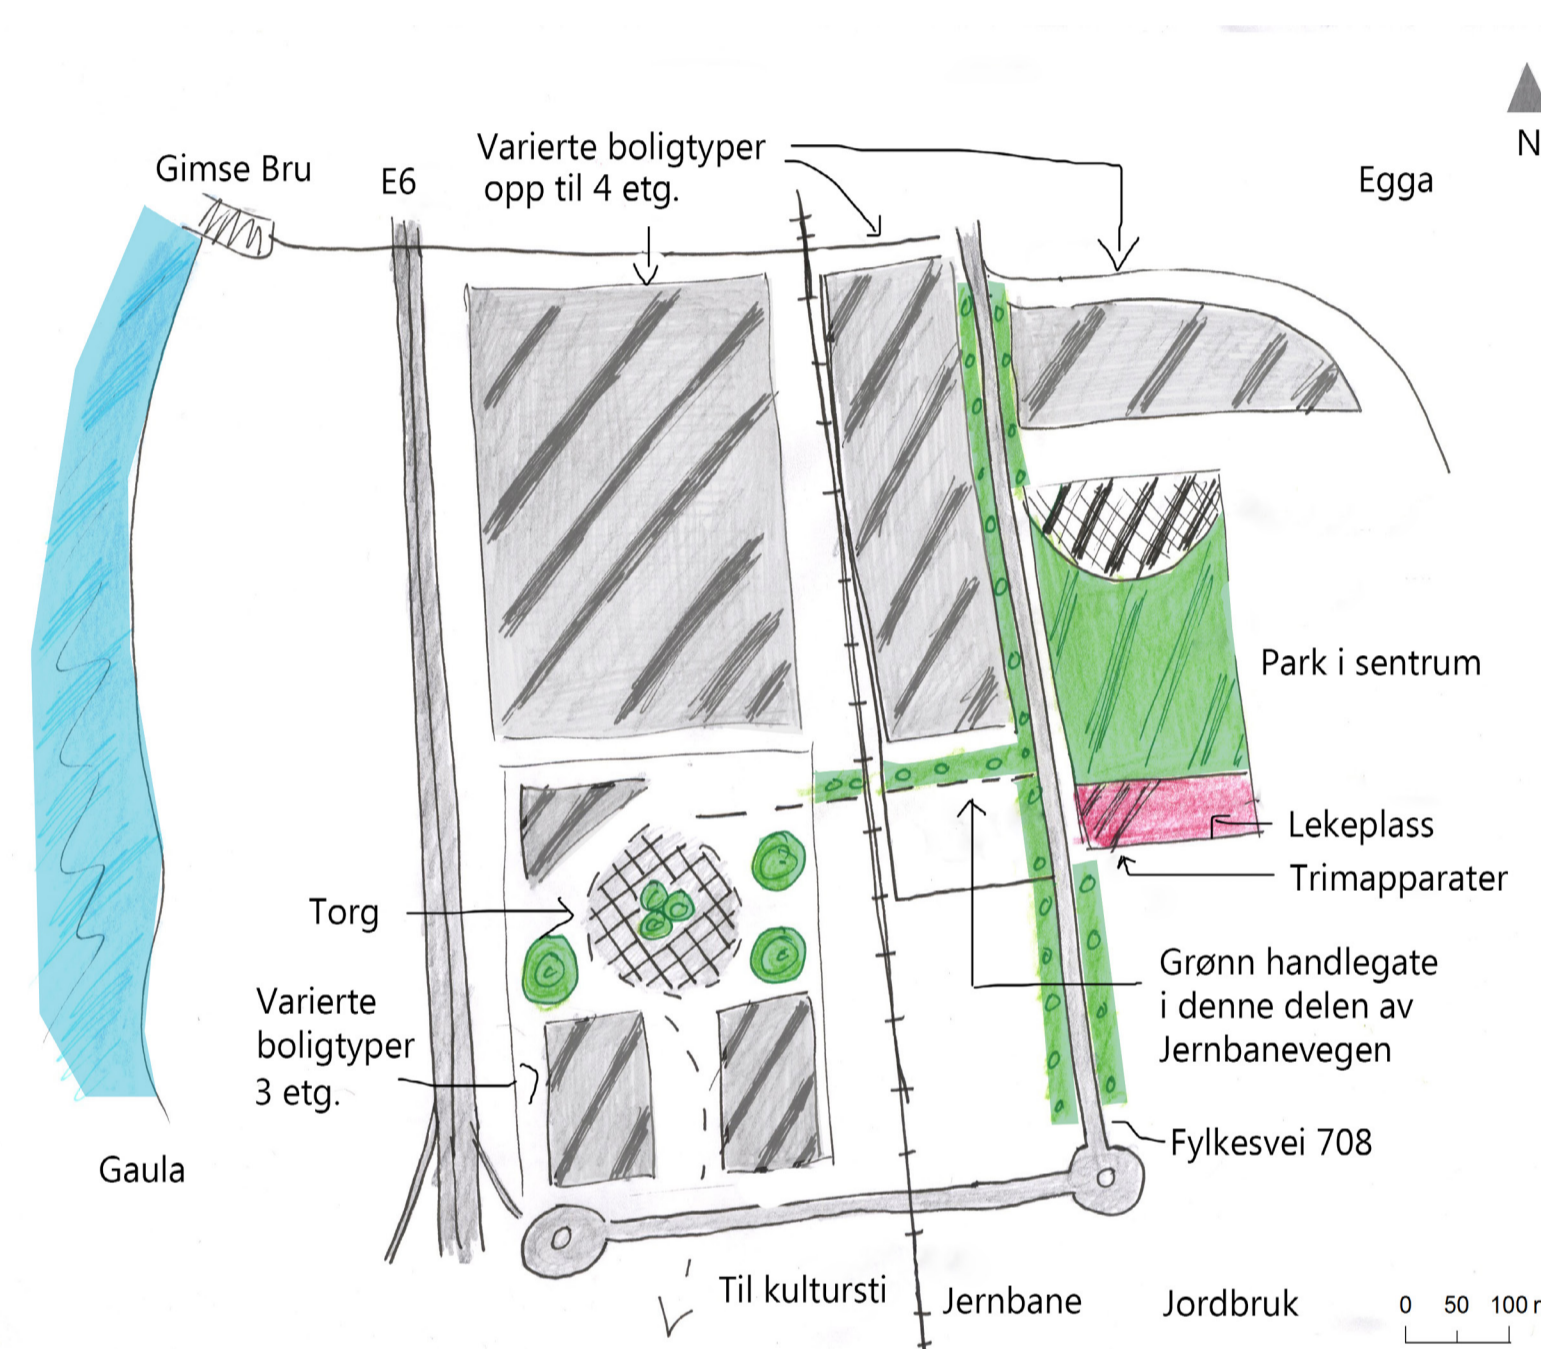 Gimse Bru
E6
Varierte boligtyper
opp til 4 etg.
Egga
N
Park i sentrum
Lekeplass
Trimapparater
Torg
Grønn handlegate
i denne delen av
Jernbanevegen
Varierte
boligtyper
3 etg.
Fylkesvei 708
Gaula
Til kultursti
Jernbane
Jordbruk
0 50 100 m